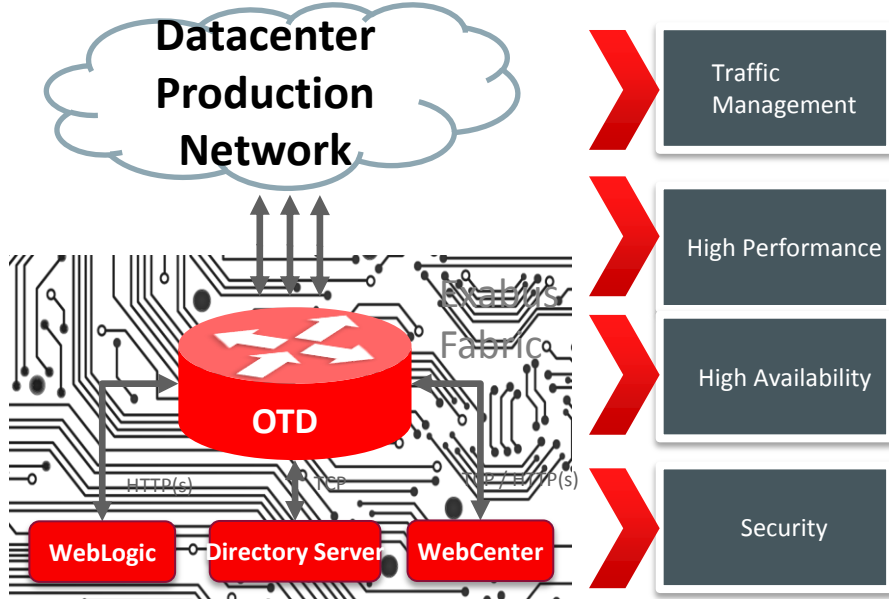 Datacenter
Production
Network
Exabus
Fabric
OTD
HTTP(s)
TCP
TCP / HTTP(s)
WebLogic
Directory Server
WebCenter
Traffic
Management
High Performance
High Availability
Security